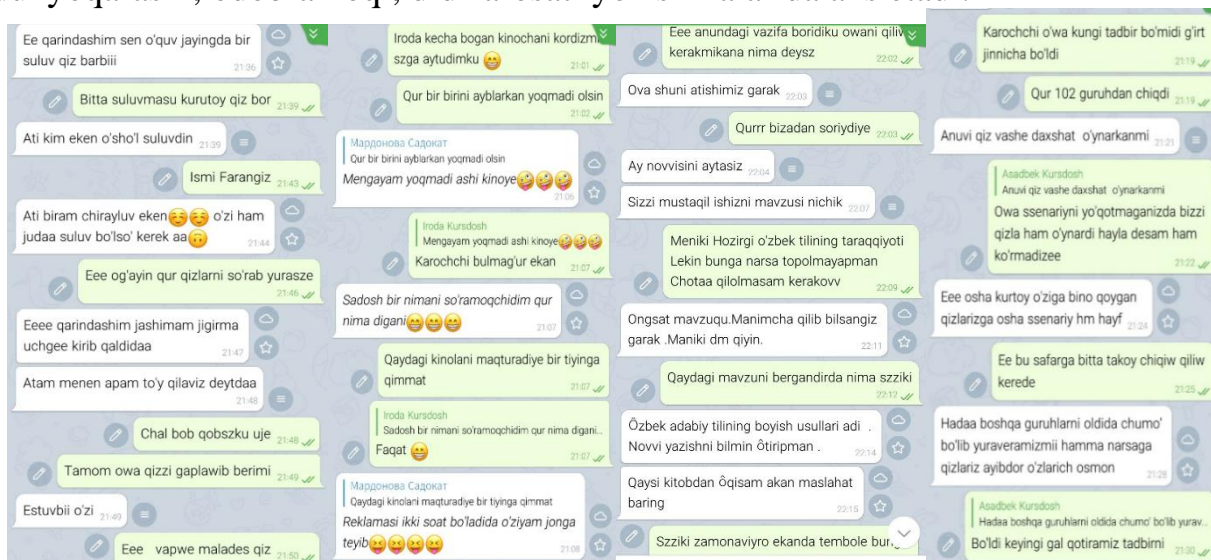 Ee qarindashim sen o'quv jayingda bir
suluv qiz barbiii
21:36
Bitta suluvmasu kurutoy qiz bor
21:39
Ati kim eken o'sho'l suluvdin
21:39
Ismi Farangiz
21:43
Ati biram chirayluv eken☺️☺️ o'zi ham
judaa suluv bo'lso' kerek aa🙃
21:44
Eee og'ayin qur qizlarni so'rab yurasze
21:46
Eeee qarindashim jashimam jigirma
uchgee kirib qaldidaa
21:47
Atam menen apam to'y qilaviz deytdaa
21:48
Chal bob qobszku uje
21:48
Tamom owa qizzi gaplawib berimi
21:49
Estuvbii o'zi
21:49
Eee vapwe malades qiz
21:50
Iroda kecha bogan kinochani kordizmi
szga aytudimku 😁
21:01
Qur bir birini ayblarkan yoqmadi olsin
21:02
Мардонова Садокат
Qur bir birini ayblarkan yoqmadi olsin
Mengayam yoqmadi ashi kinoye🤪🤪🤪
21:06
Iroda Kursdosh
Mengayam yoqmadi ashi kinoye🤪🤪🤪
Karochchi bulmag'ur ekan
21:07
Sadosh bir nimani so'ramoqchidim qur
nima digani😁😁😁
21:07
Qaydagi kinolani maqturadiye bir tiyinga
qimmat
21:07
Iroda Kursdosh
Sadosh bir nimani so'ramoqchidim qur nima digani...
Faqat 😁
21:07
Мардонова Садокат
Qaydagi kinolani maqturadiye bir tiyinga qimmat
Reklamasi ikki soat bo'ladida o'ziyam jonga
teyib😝😝😝😝
21:08
Eee anundagi vazifa boridiku owani qiliv
kerakmikana nima deysz
22:02
Ova shuni atishimiz garak
22:03
Qurrr bizadan soriydiye
22:03
Ay novvisini aytasiz
22:04
Sizzi mustaqil ishizni mavzusi nichik
22:07
Meniki Hozirgi o'zbek tilining taraqqiyoti
Lekin bunga narsa topolmayapman
Chotaa qilolmasam kerakovv
22:09
Ongsat mavzuqu.Manimcha qilib bilsangiz
garak .Maniki dm qiyin.
22:11
Qaydagi mavzuni bergandirda nima szziki
22:12
Ôzbek adabiy tilining boyish usullari adi .
Novvi yazishni bilmin ôtiripman .
22:14
Qaysi kitobdan ôqisam akan maslahat
baring
22:15
Szziki zamonaviyro ekanda tembole
Karochchi o'wa kungi tadbir bo'midi g'irt
jinnicha bo'ldi
21:19
Qur 102 guruhdan chiqdi
21:19
Anuvi qiz vashe daxshat o'ynarkanmi
21:21
Asadbek Kursdosh
Anuvi qiz vashe daxshat o'ynarkanmi
Owa ssenariyni yo'qotmaganizda bizzi
qizla ham o'ynardi hayla desam ham
ko'rmadizee
21:22
Eee osha kurtoy o'ziga bino qoygan
qizlarizga osha ssenariy hm hayf
21:24
Ee bu safarga bitta takoy chiqiw qiliw
kerede
21:25
Hadaa boshqa guruhlarni oldida chumo'
bo'lib yuraveramizmii hamma narsaga
qizlariz ayibdor o'zlarich osmon
21:28
Asadbek Kursdosh
Hadaa boshqa guruhlarni oldida chumo' bo'lib yurav..
Bo'ldi keyingi gal qotiramiz tadbirni
21:30